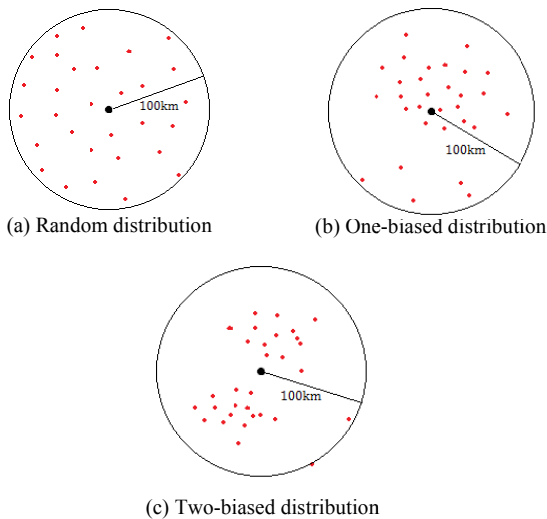 100km
100km
(a) Random distribution
(b) One-biased distribution
100km
(c) Two-biased distribution